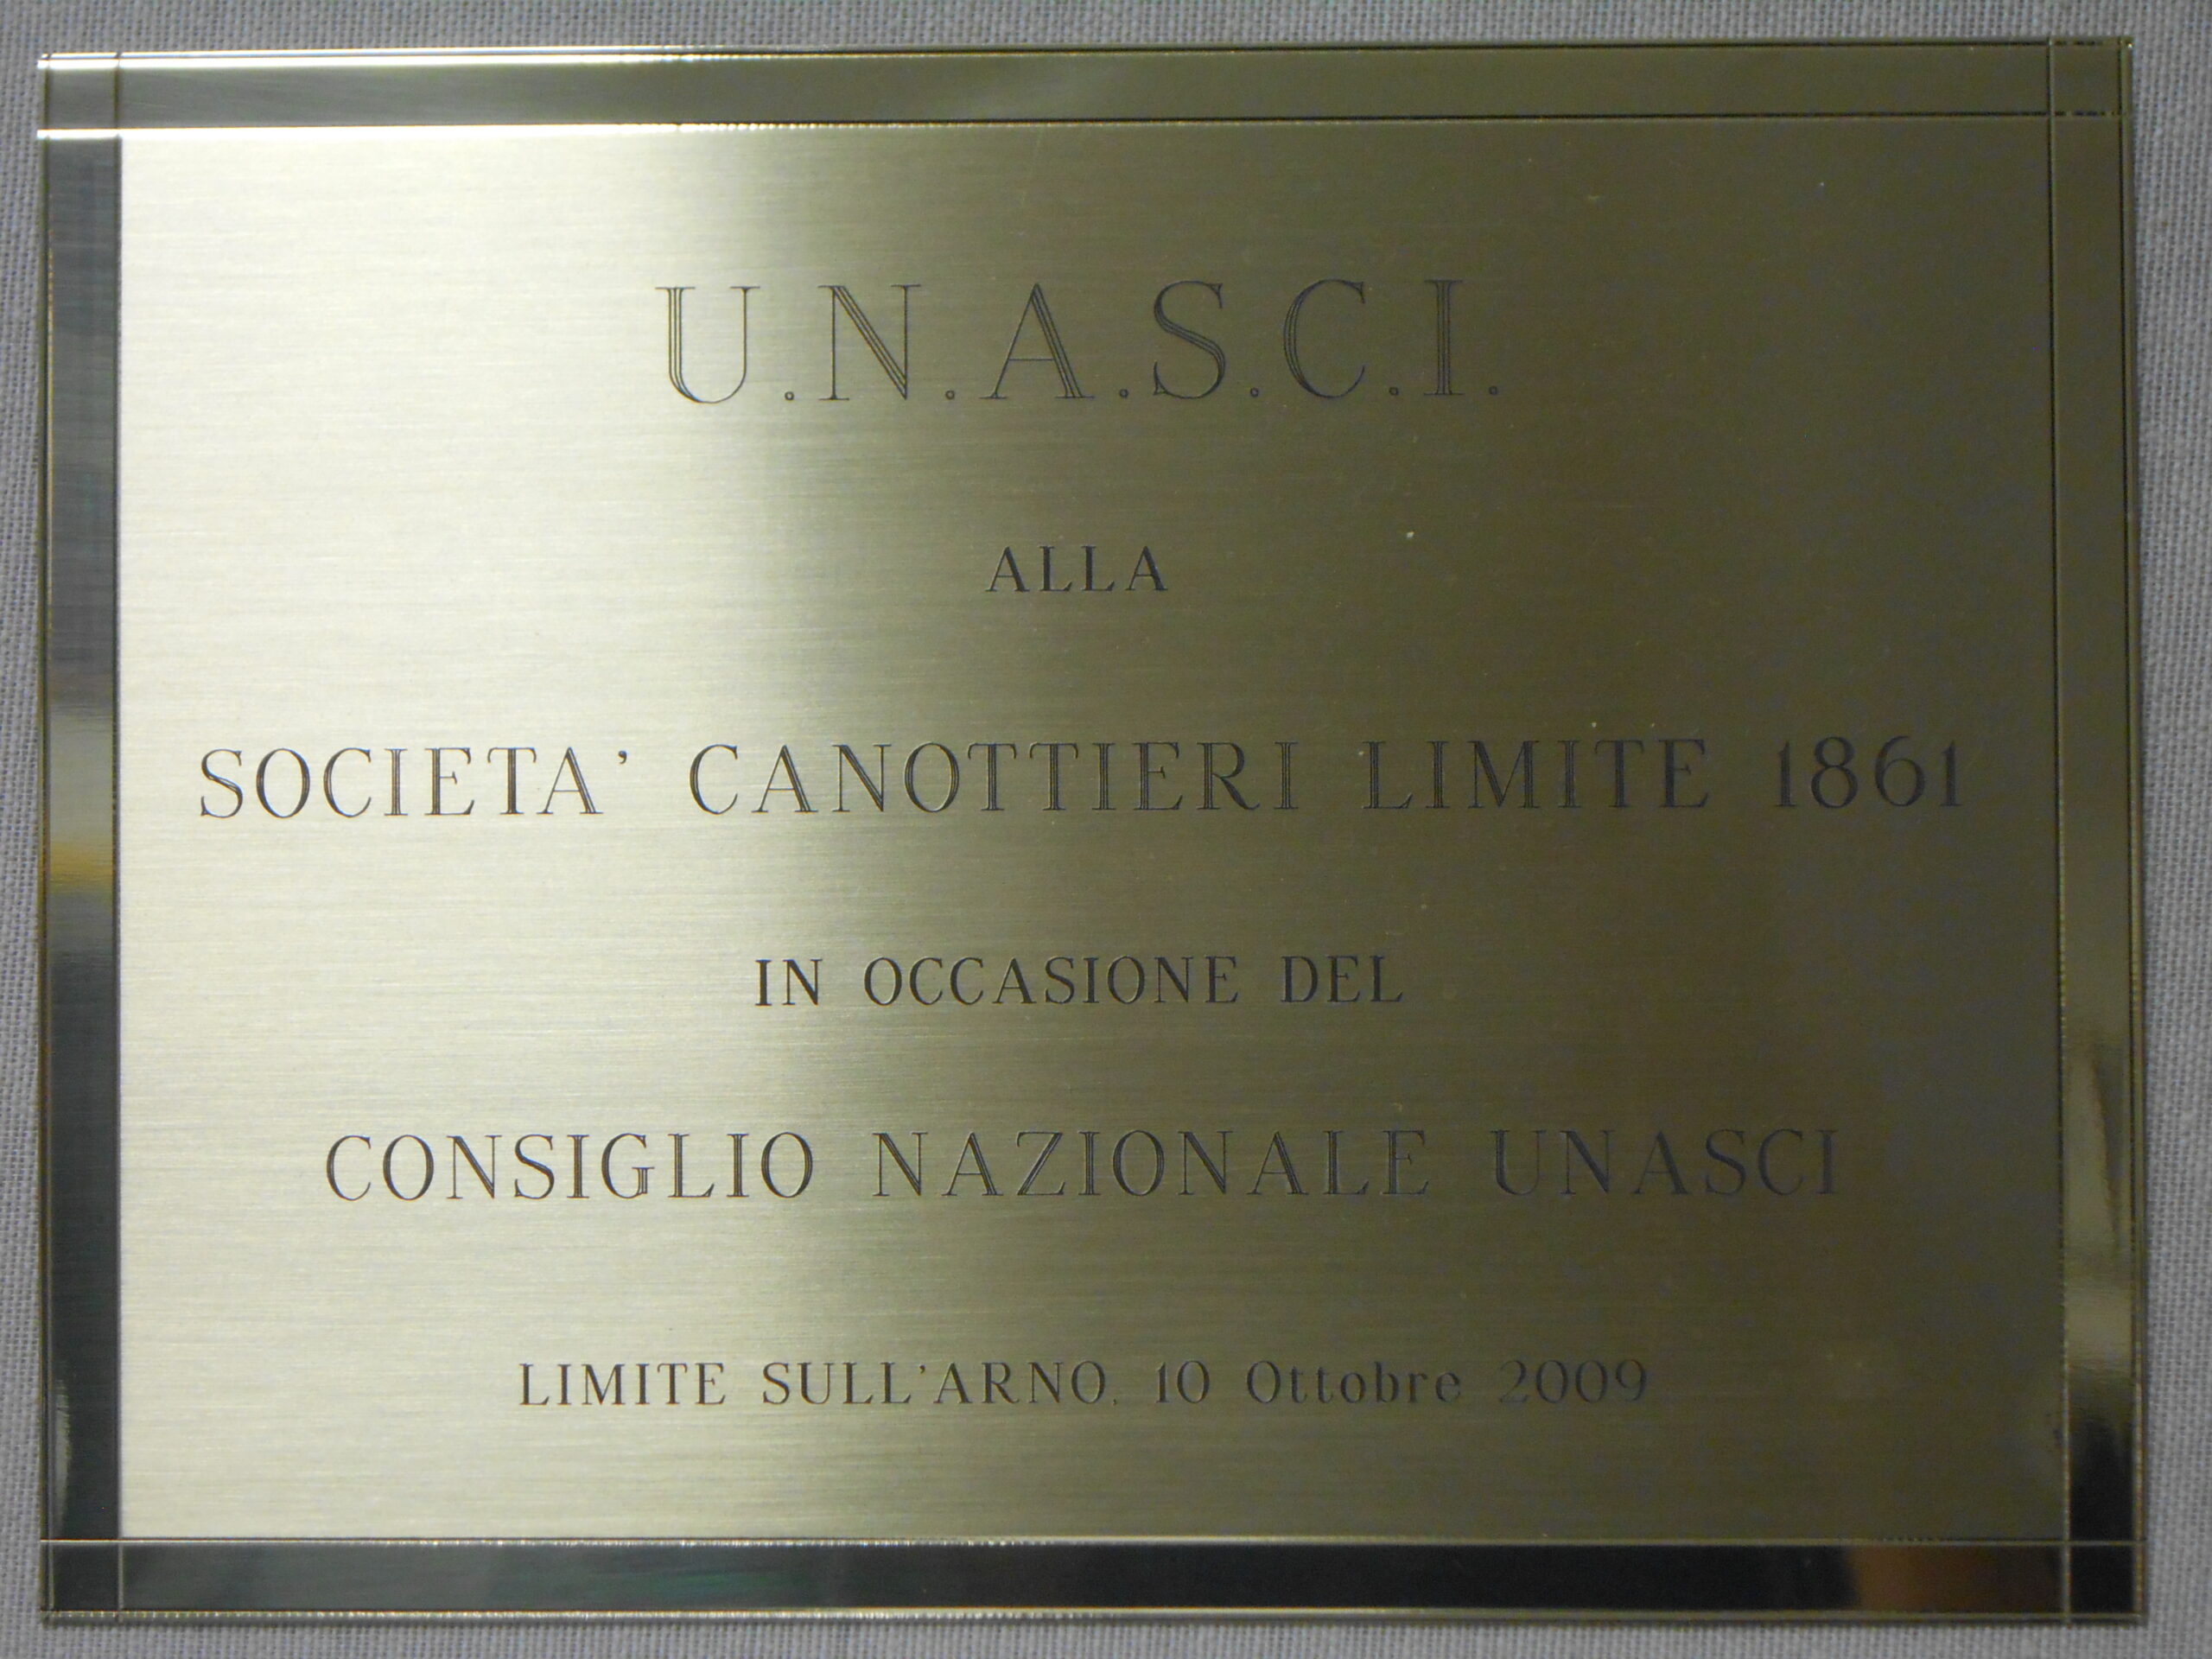 U.N.A.S.C.I.
ALLA
SOCIETA' CANOTTIERI LIMITE 1861
IN OCCASIONE DEL
CONSIGLIO NAZIONALE UNASCI
LIMITE SULL'ARNO, 10 Ottobre 2009